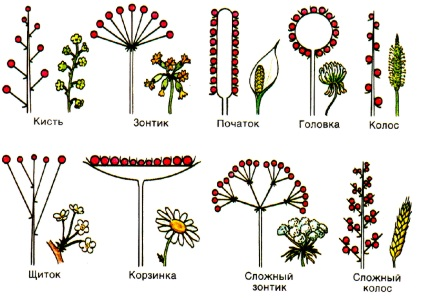 Кисть
Зонтик
Початок
Головка
Колос
Щиток
Корзинка
Сложный
зонтик
Сложный
колос